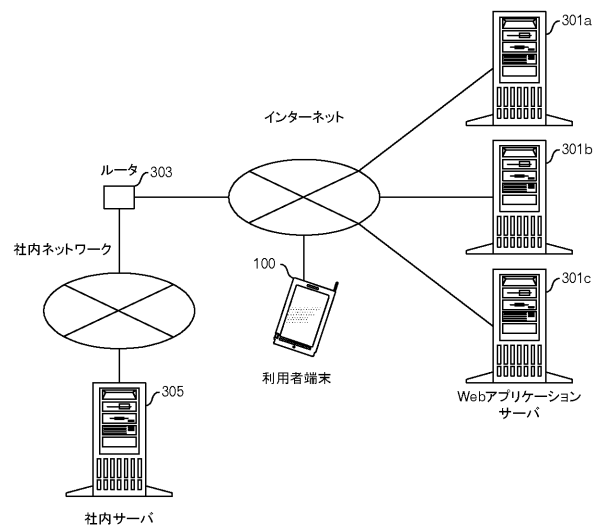 301a
インターネット
301b
ルータ
303
社内ネットワーク
100
301c
利用者端末
305
Webアプリケーション
サーバ
社内サーバ